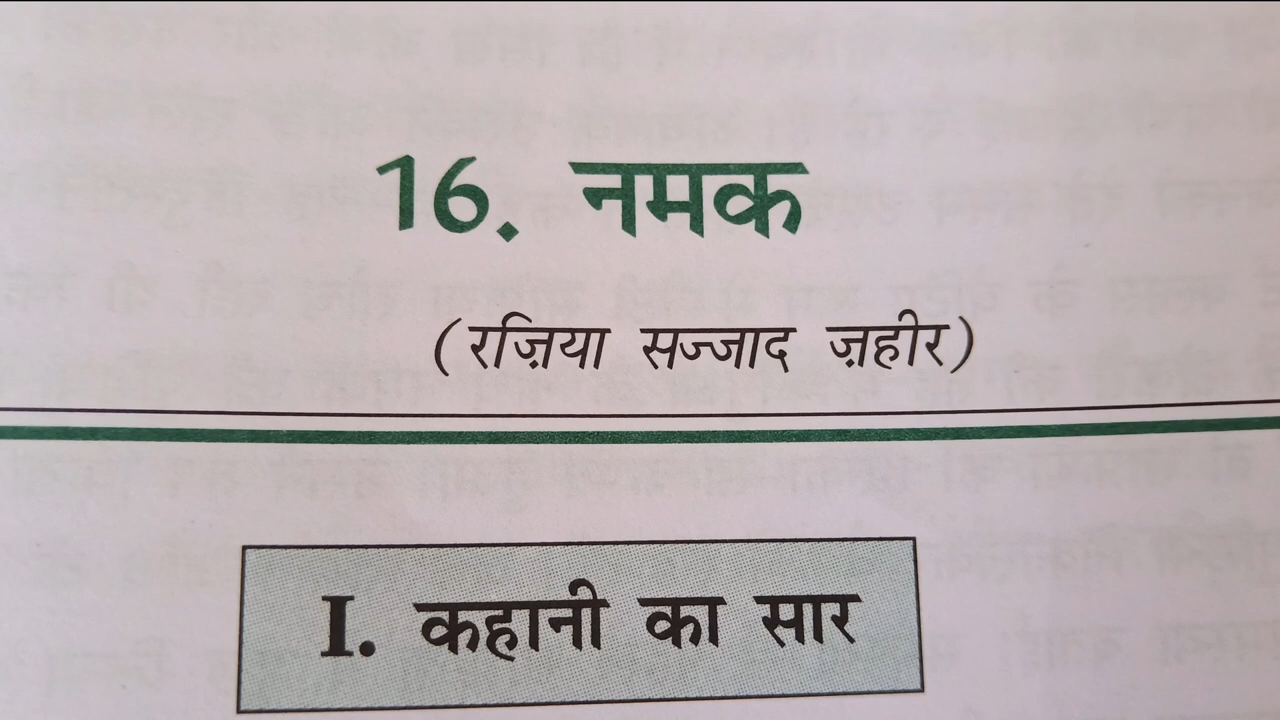 16. नमक
(रज़िया सज्जाद ज़हीर)
I. कहानी का सार